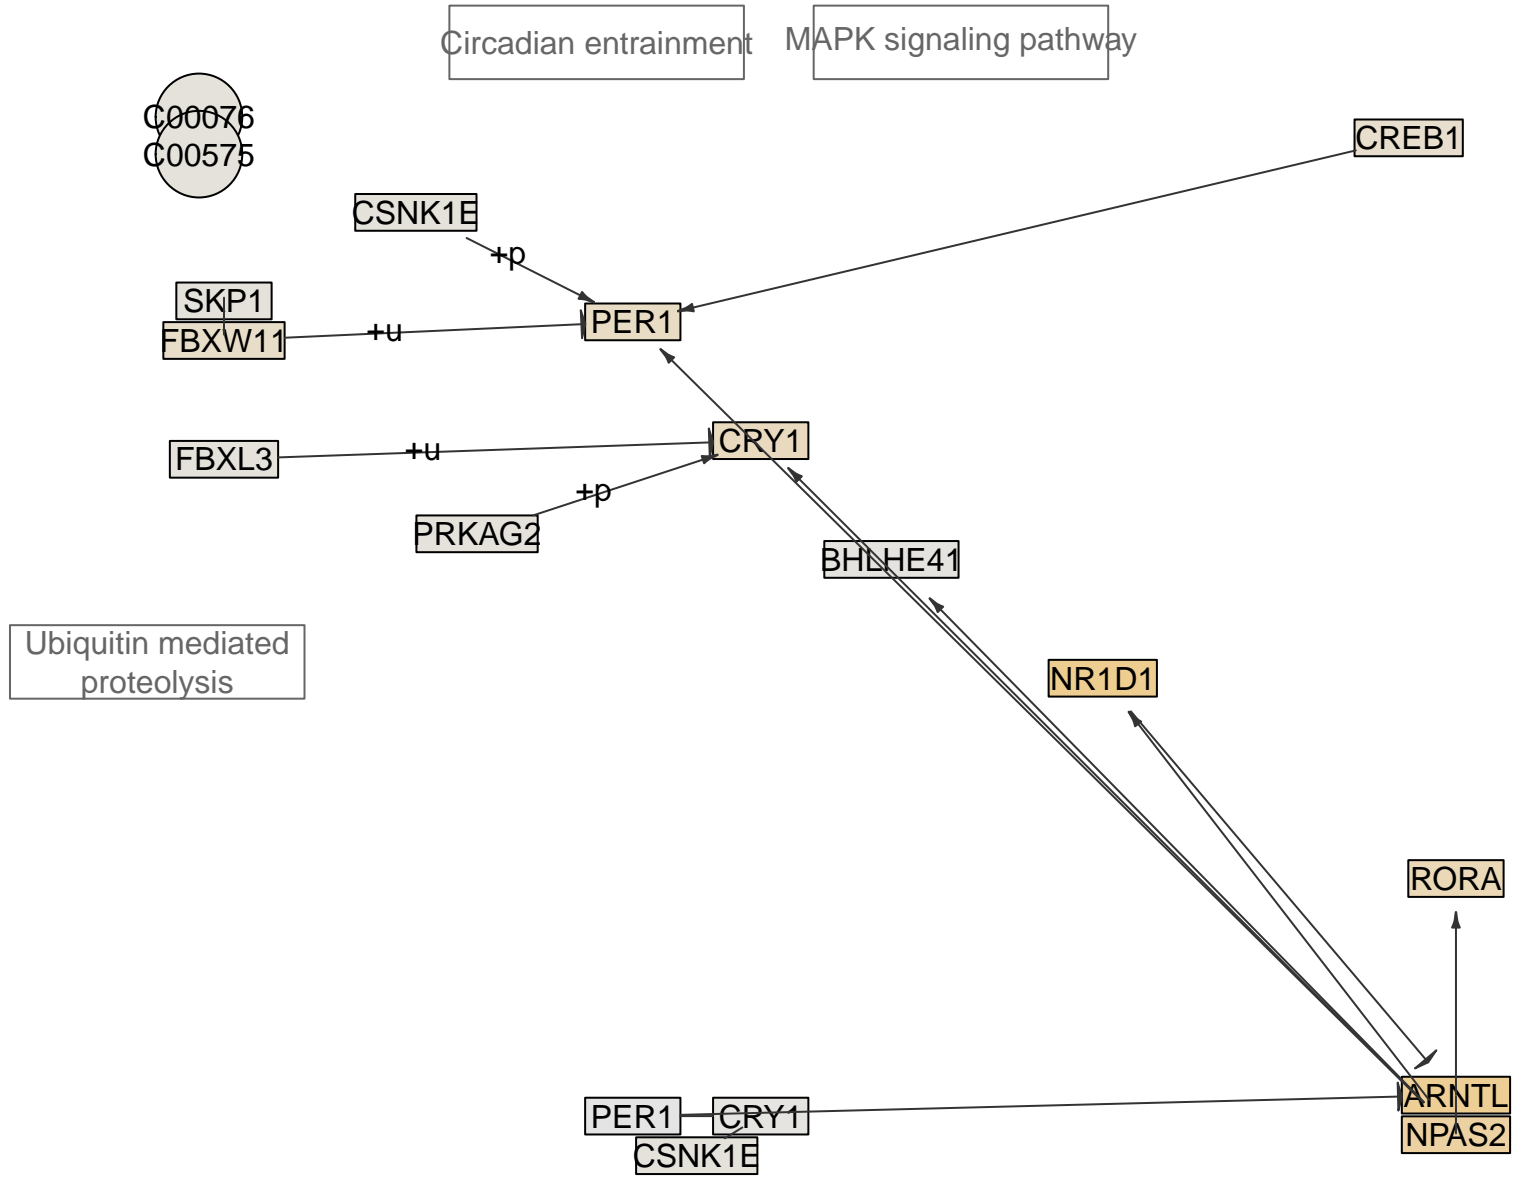 Circadian entrainment
MAPK signaling pathway
C00076
C00575
CREB1
CSNK1E
+p
SKP1
FBXW11
+u
PER1
FBXL3
+u
CRY1
+p
PRKAG2
BHLHE41
Ubiquitin mediated
proteolysis
NR1D1
RORA
ARNTL
NPAS2
PER1
CRY1
CSNK1E